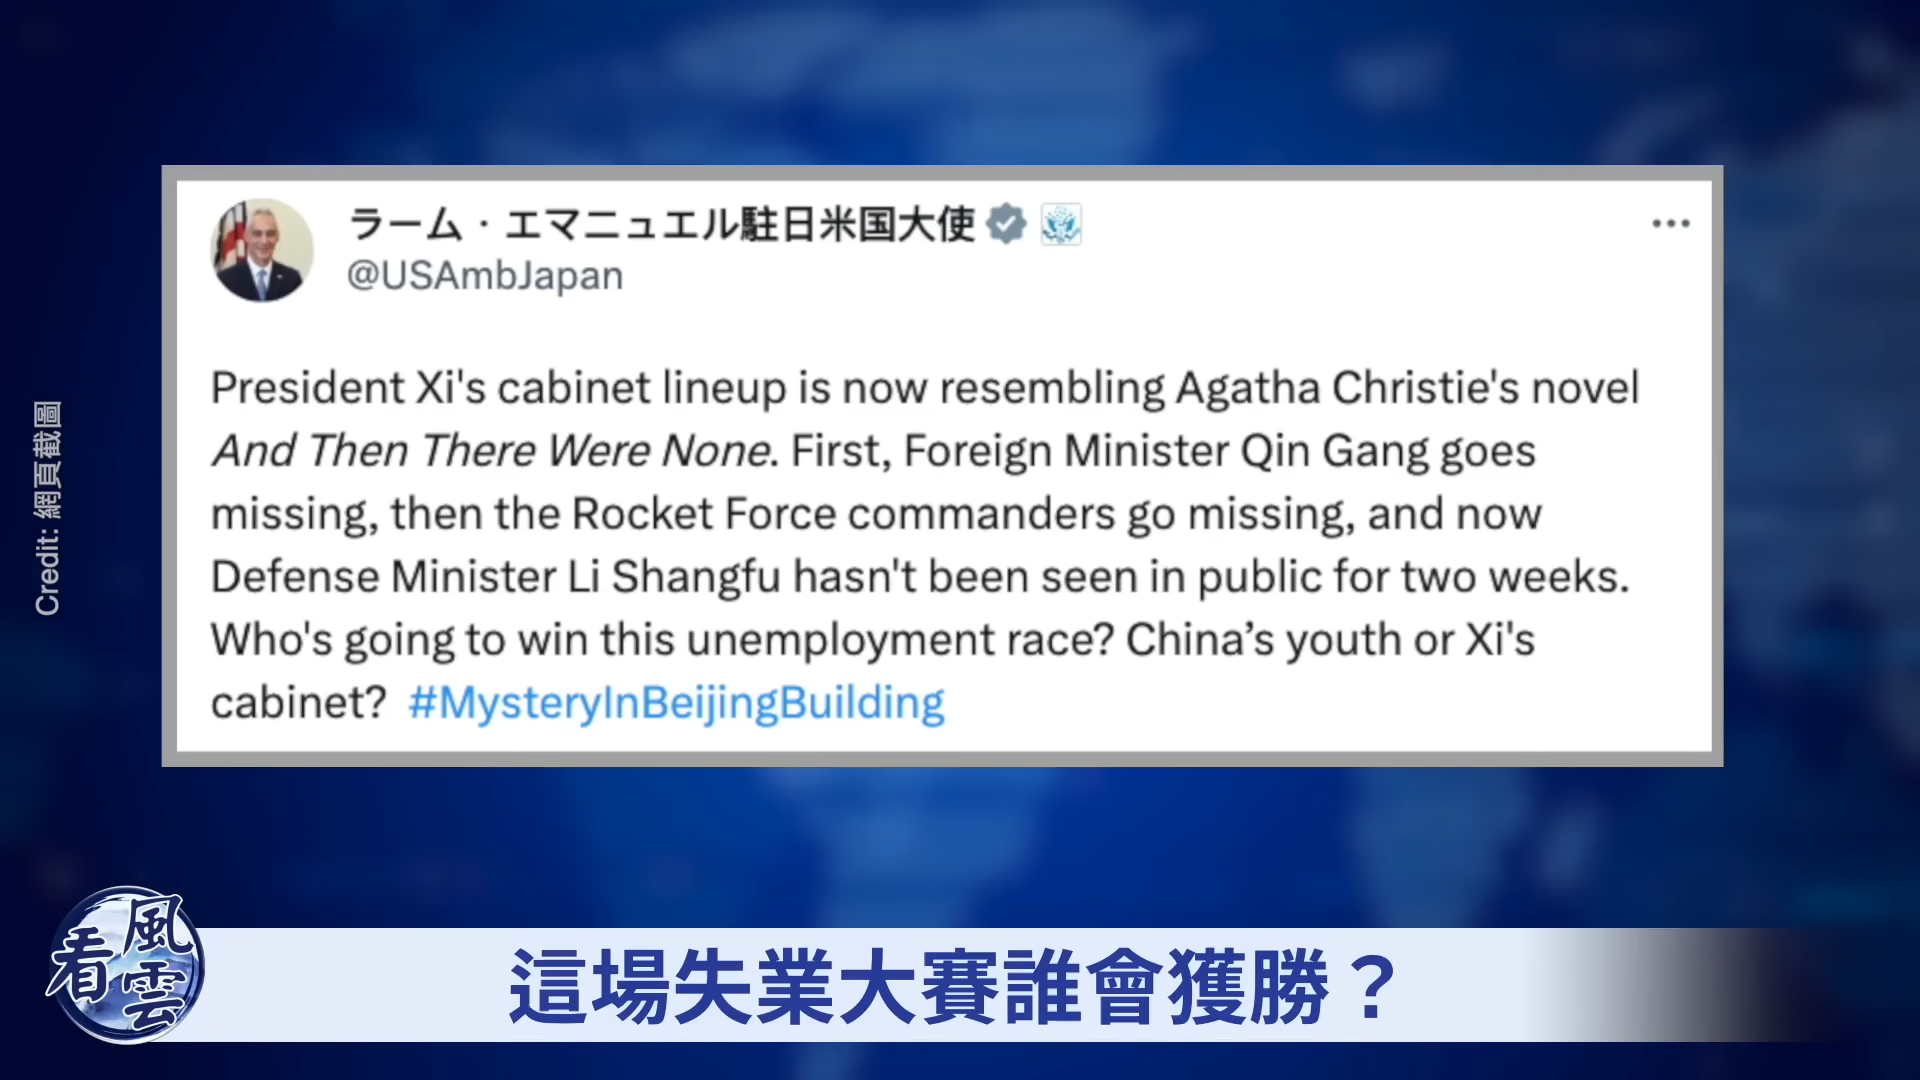 ラーム・エマニュエル駐日米国大使
@USAmbJapan
President Xi's cabinet lineup is now resembling Agatha Christie's novel
And Then There Were None. First, Foreign Minister Qin Gang goes
missing, then the Rocket Force commanders go missing, and now
Defense Minister Li Shangfu hasn't been seen in public for two weeks.
Who's going to win this unemployment race? China’s youth or Xi's
cabinet? #MysteryInBeijingBuilding
Credit: 網頁截圖
風雲
看
這場失業大賽誰會獲勝？